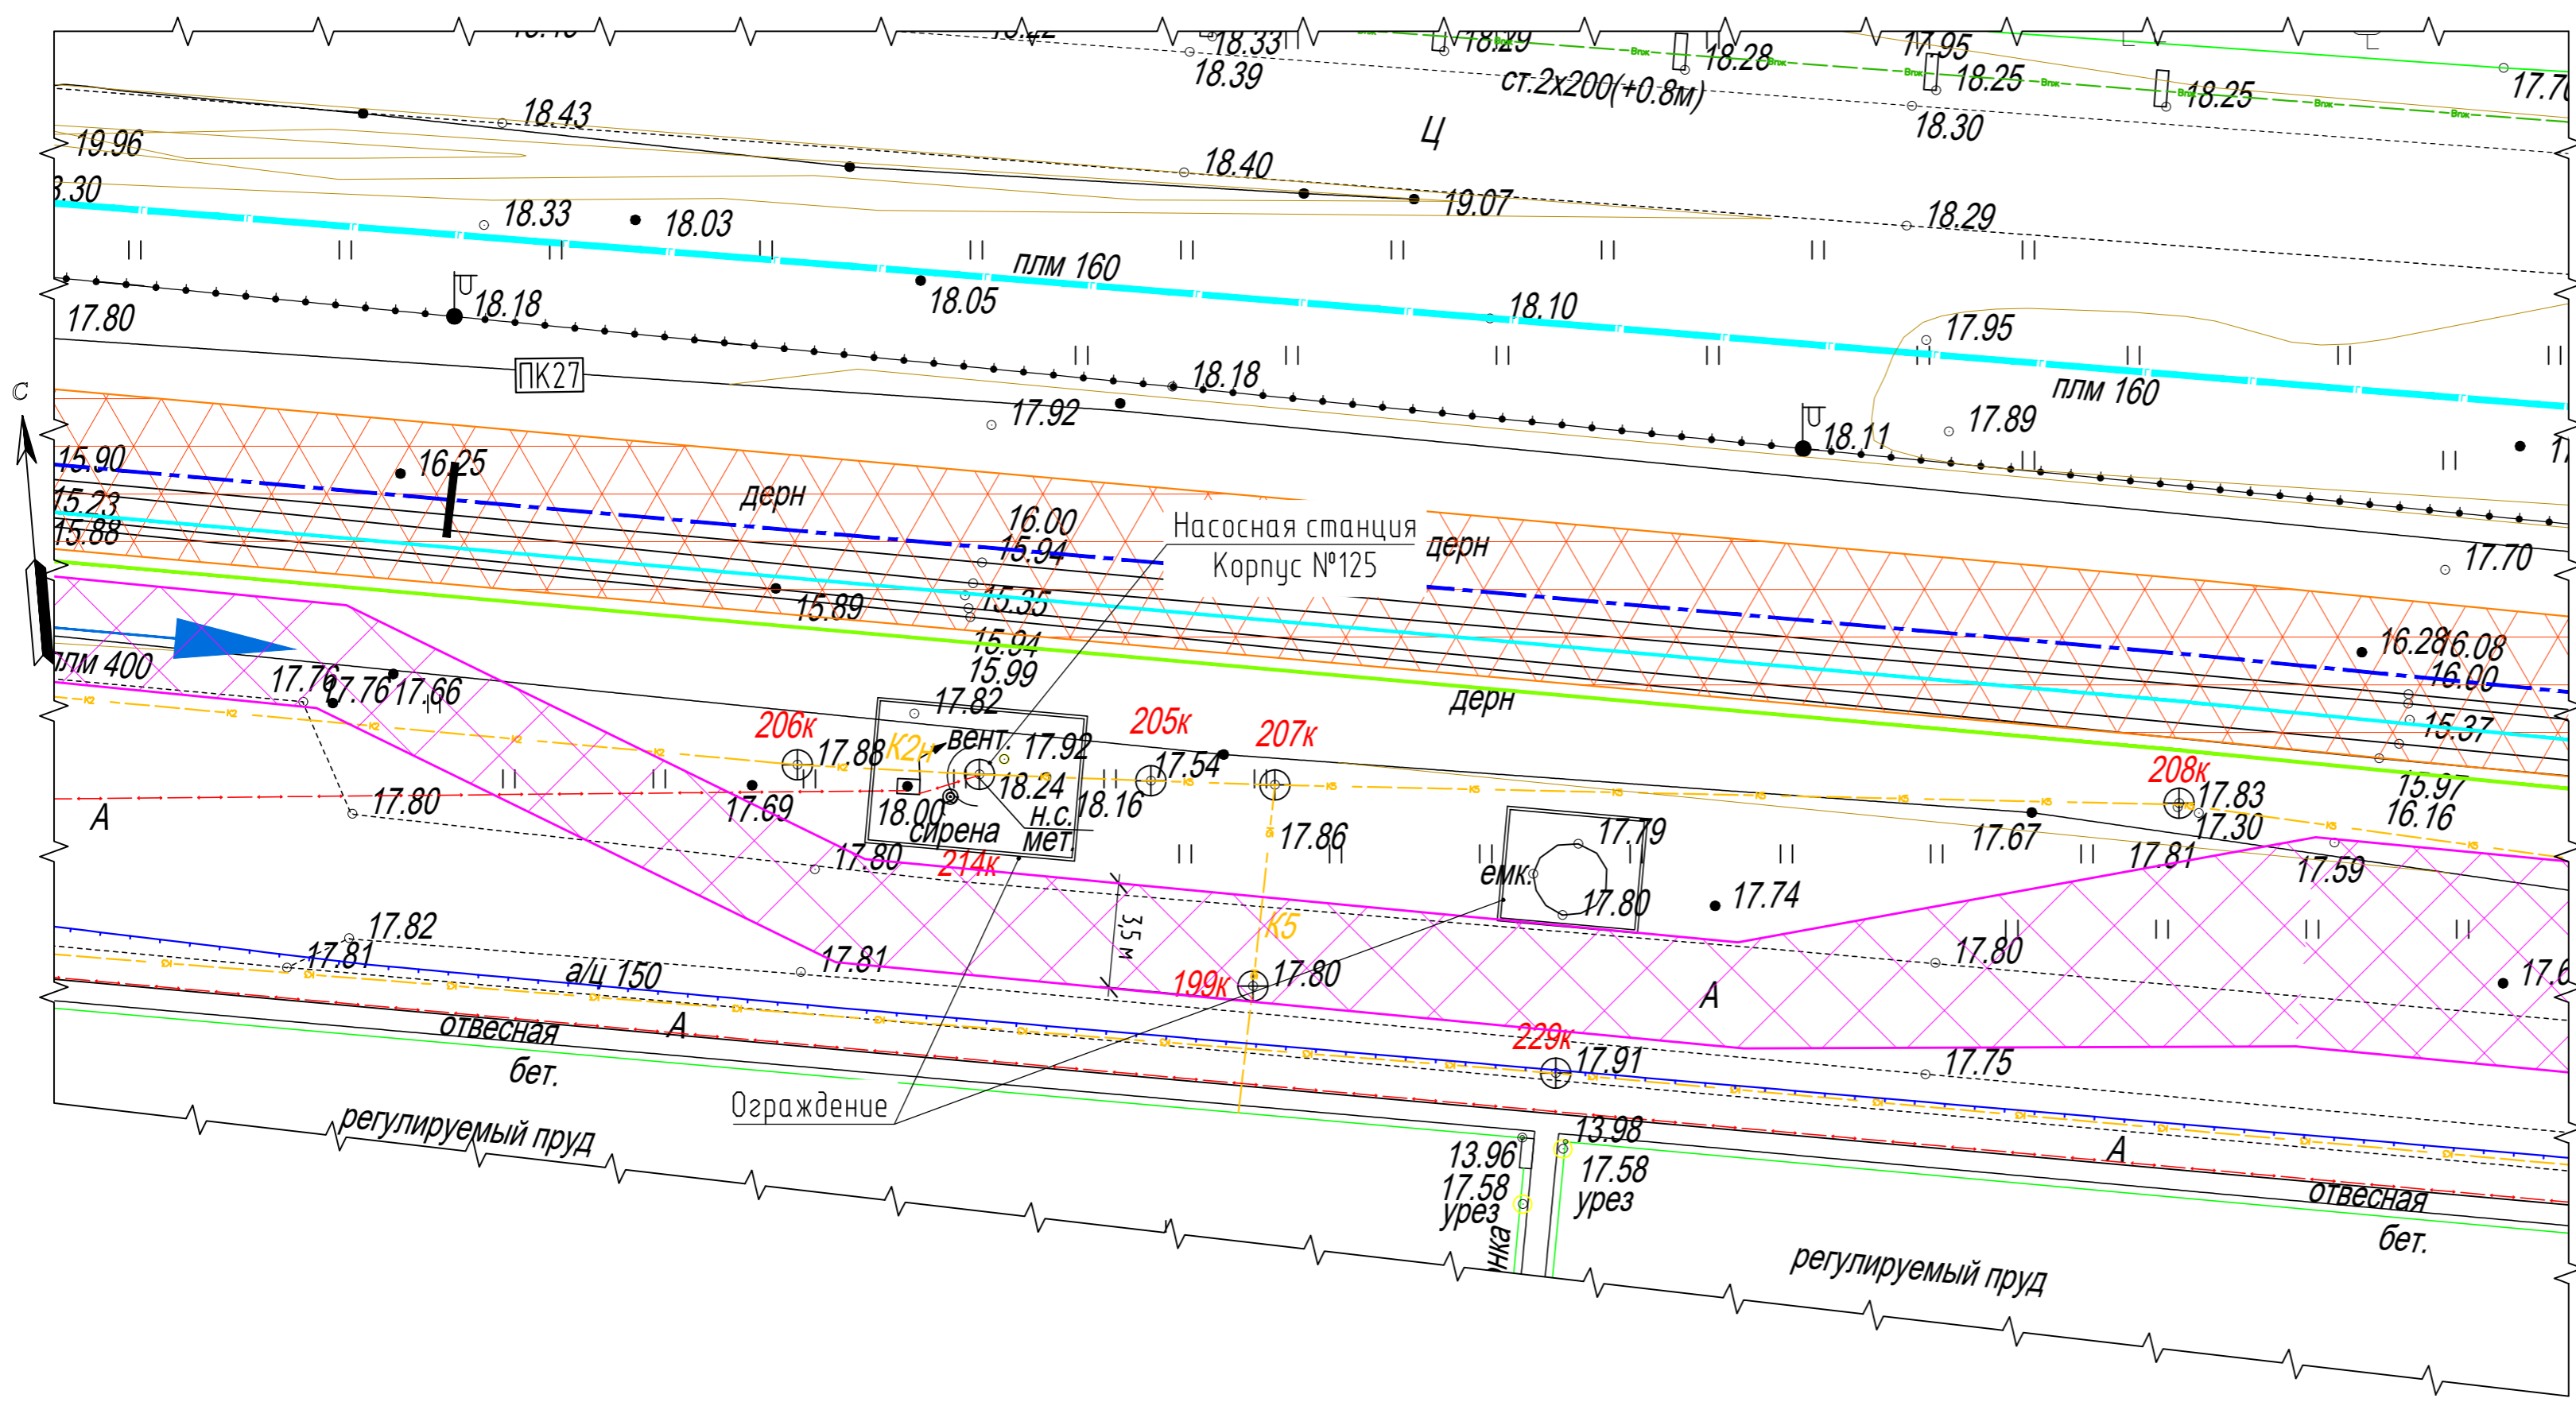 18.33
18.29
18.28
17.95
18.25
18.25
18.39
ст.2х200(+0.8м)
18.30
18.43
Ц
19.96
18.40
19.07
18.29
18.33
18.03
плм 160
17.80
18.18
18.05
18.10
17.95
плм 160
ПК27
18.18
17.92
17.89
18.11
С
15.90
16.25
дерн
15.23
15.88
16.00
15.94
Насосная станция
Корпус №125
дерн
17.70
15.89
15.35
15.94
15.99
16.28
16.08
16.00
15.37
плм 400
17.76
17.76
17.66
17.82
дерн
206к
205к
207к
208к
17.88
К2н
вент.
17.92
17.54
17.83
17.30
15.97
16.16
А
17.80
17.69
18.00
18.24
18.16
н.с.
мет.
сирена
17.86
17.79
17.67
17.81
17.59
214к
17.80
емк.
17.80
17.74
3,5 м
К5
17.82
17.81
17.81
а/ц 150
199к
17.80
А
17.80
А
отвесная
бет.
229к
17.91
17.75
Ограждение
регулируемый пруд
13.96
17.58
урез
13.98
17.58
урез
А
отвесная
бет.
регулируемый пруд